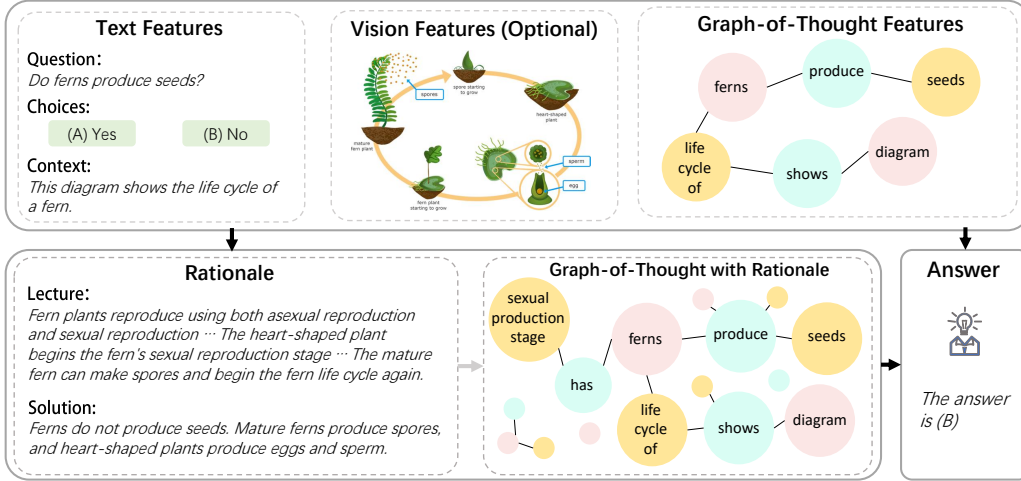 Text Features
Question:
Do ferns produce seeds?
Choices:
(A) Yes
(B) No
Context:
This diagram shows the life cycle of
a fern.
Vision Features (Optional)
spores
spore starting
to grow
heart-shaped
plant
mature
fern plant
sperm
egg
fern plant
starting to grow
Graph-of-Thought Features
ferns
produce
seeds
life
cycle
of
shows
diagram
Rationale
Lecture:
Fern plants reproduce using both asexual reproduction
and sexual reproduction ··· The heart-shaped plant
begins the fern's sexual reproduction stage ··· The mature
fern can make spores and begin the fern life cycle again.
Solution:
Ferns do not produce seeds. Mature ferns produce spores,
and heart-shaped plants produce eggs and sperm.
Graph-of-Thought with Rationale
sexual
production
stage
has
ferns
produce
seeds
life
cycle
of
shows
diagram
Answer
The answer
is (B)